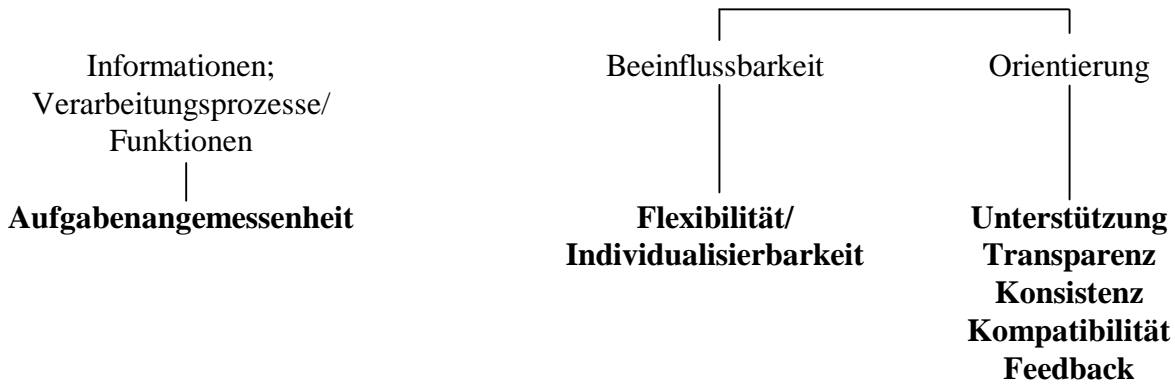 Informationen;
Verarbeitungsprozesse/
Funktionen
Aufgabenangemessenheit
Beeinflussbarkeit
Flexibilität/
Individualisierbarkeit
Orientierung
Unterstützung
Transparenz
Konsistenz
Kompatibilität
Feedback